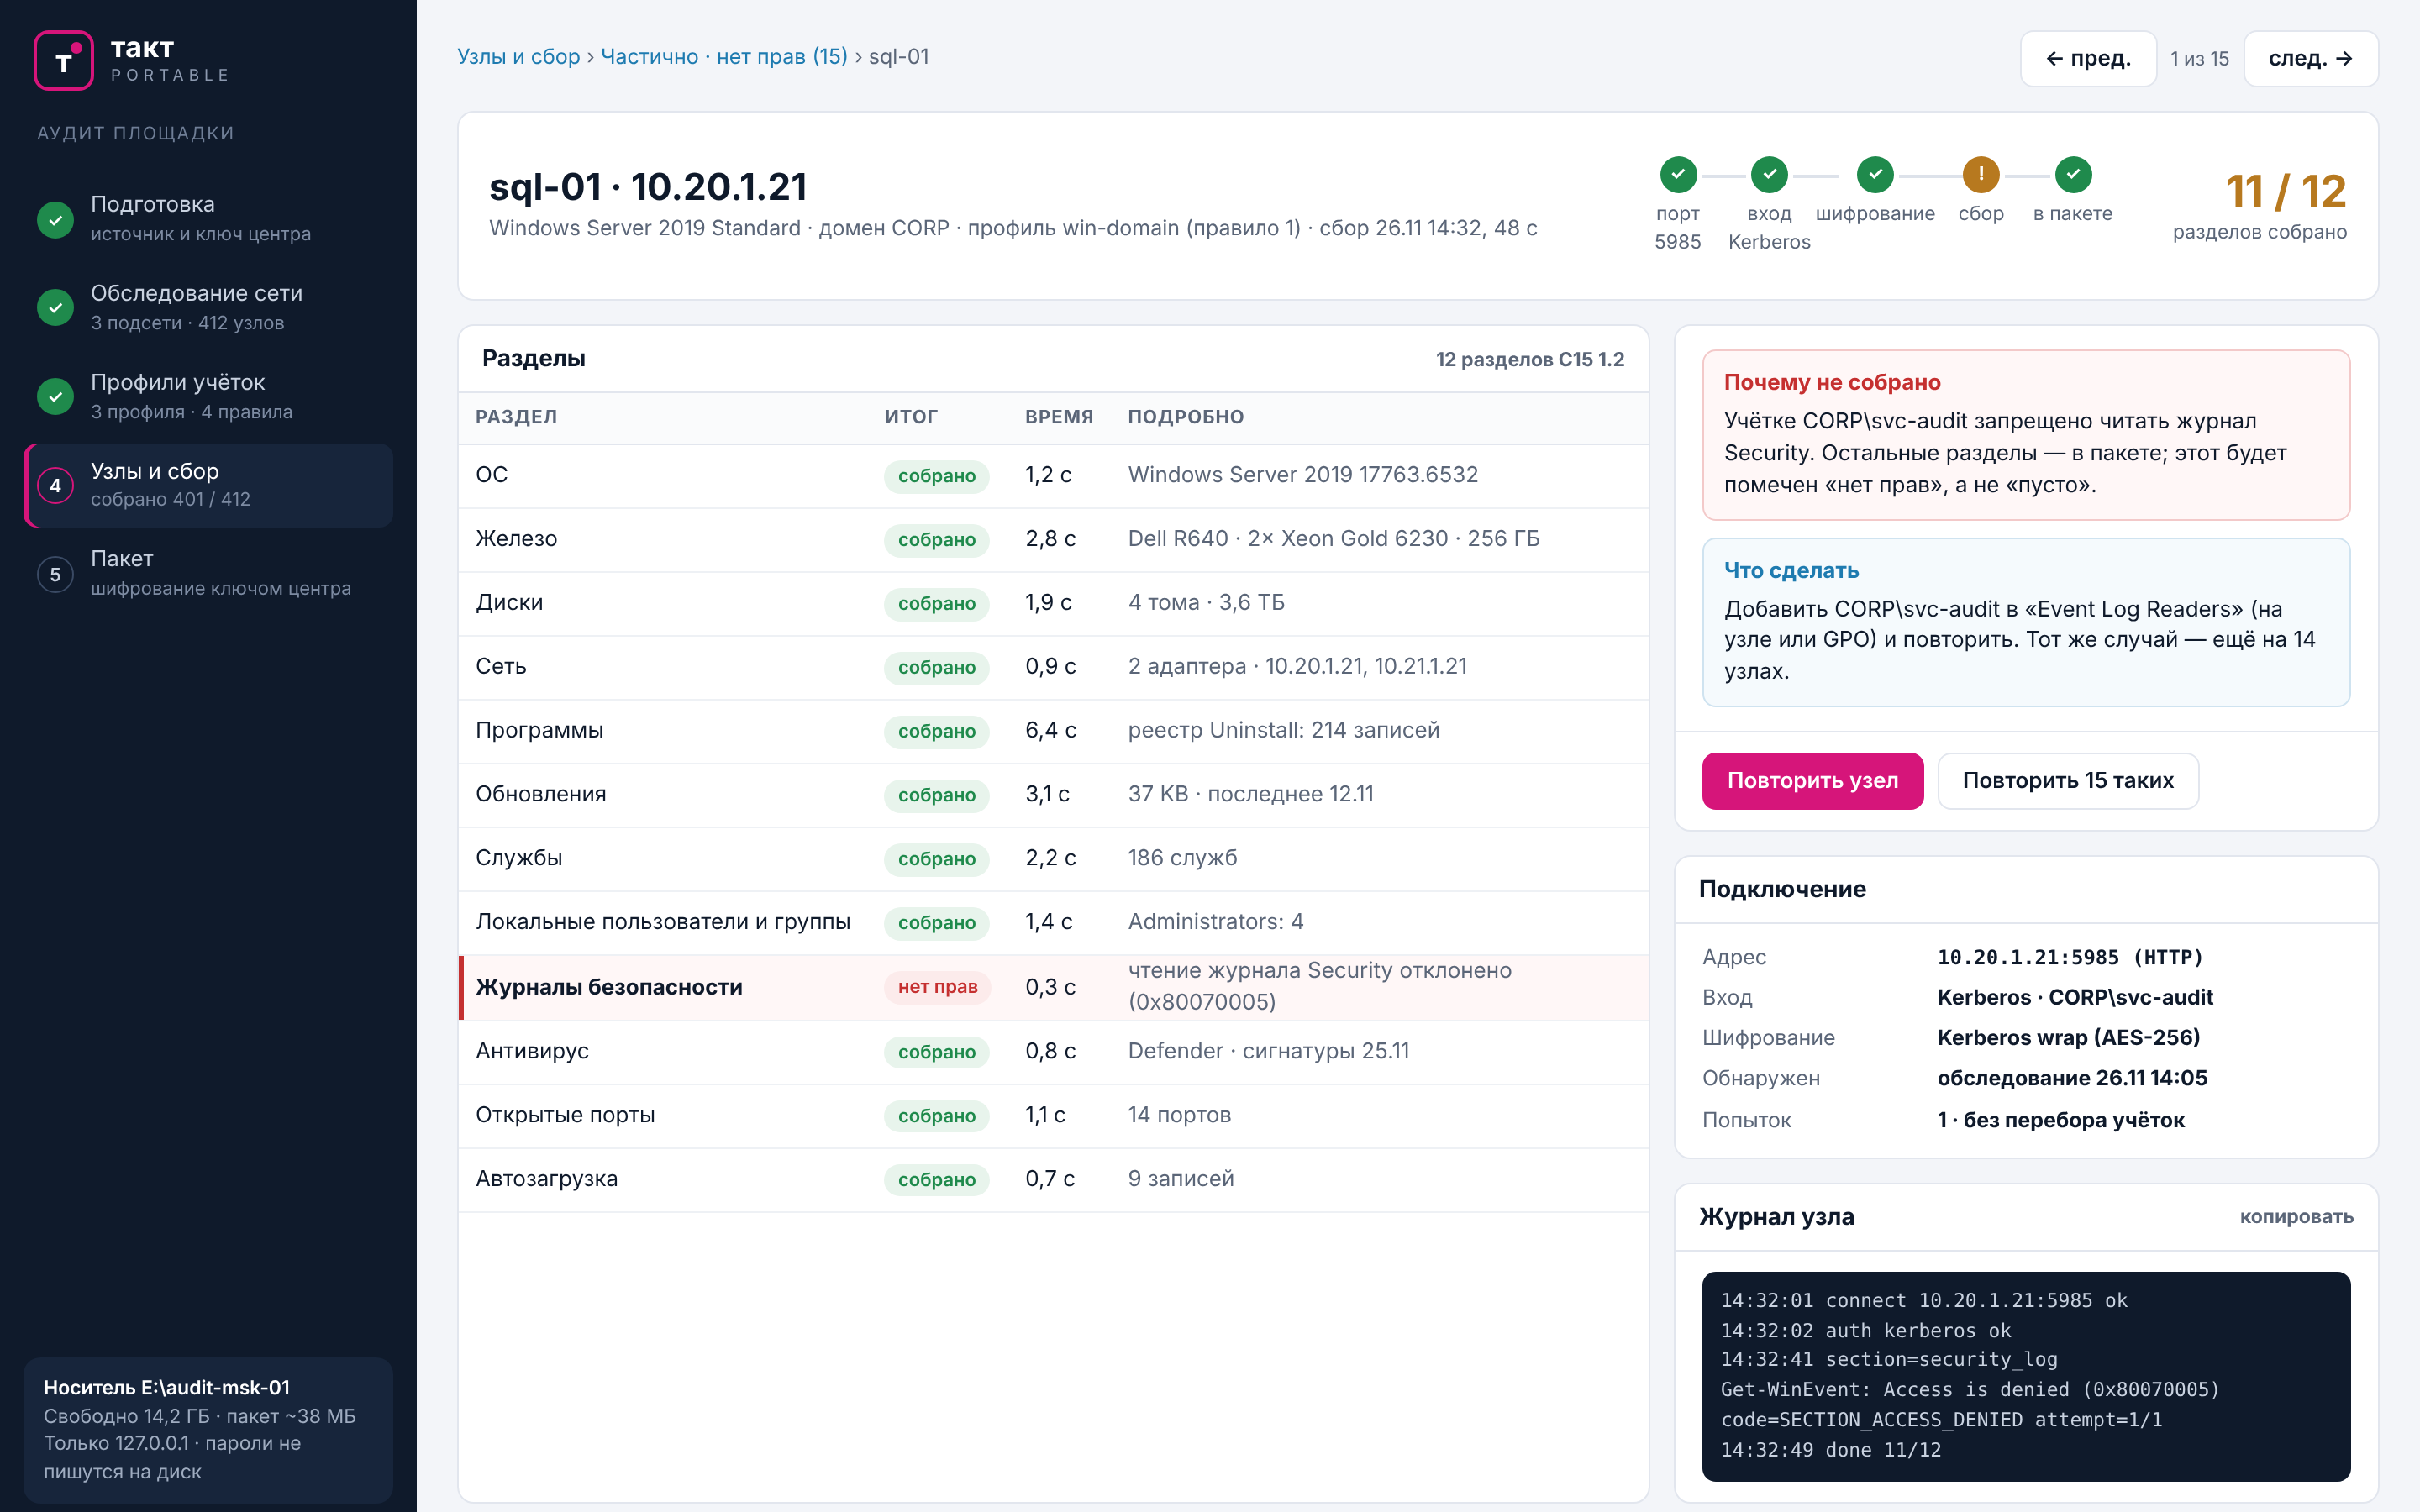 т
такт
PORTABLE
АУДИТ ПЛОЩАДКИ
Подготовка
источник и ключ центра
Обследование сети
3 подсети · 412 узлов
Профили учёток
3 профиля · 4 правила
4
Узлы и сбор
собрано 401 / 412
5
Пакет
шифрование ключом центра
Носитель E:\audit-msk-01
Свободно 14,2 ГБ · пакет ~38 МБ
Только 127.0.0.1 · пароли не
пишутся на диск
Узлы и сбор › Частично · нет прав (15) › sql-01
← пред.
1 из 15
след. →
sql-01 · 10.20.1.21
Windows Server 2019 Standard · домен CORP · профиль win-domain (правило 1) · сбор 26.11 14:32, 48 с
порт
5985
вход
Kerberos
шифрование
!
сбор
в пакете
11 / 12
разделов собрано
Разделы
12 разделов C15 1.2
РАЗДЕЛ ИТОГ ВРЕМЯ ПОДРОБНО
ОС собрано 1,2 с Windows Server 2019 17763.6532
Железо собрано 2,8 с Dell R640 · 2× Xeon Gold 6230 · 256 ГБ
Диски собрано 1,9 с 4 тома · 3,6 ТБ
Сеть собрано 0,9 с 2 адаптера · 10.20.1.21, 10.21.1.21
Программы собрано 6,4 с реестр Uninstall: 214 записей
Обновления собрано 3,1 с 37 KB · последнее 12.11
Службы собрано 2,2 с 186 служб
Локальные пользователи и группы собрано 1,4 с Administrators: 4
Журналы безопасности нет прав 0,3 с чтение журнала Security отклонено
(0x80070005)
Антивирус собрано 0,8 с Defender · сигнатуры 25.11
Открытые порты собрано 1,1 с 14 портов
Автозагрузка собрано 0,7 с 9 записей
Почему не собрано
Учётке CORP\svc-audit запрещено читать журнал
Security. Остальные разделы — в пакете; этот будет
помечен «нет прав», а не «пусто».
Что сделать
Добавить CORP\svc-audit в «Event Log Readers» (на
узле или GPO) и повторить. Тот же случай — ещё на 14
узлах.
Повторить узел
Повторить 15 таких
Подключение
Адрес 10.20.1.21:5985 (HTTP)
Вход Kerberos · CORP\svc-audit
Шифрование Kerberos wrap (AES-256)
Обнаружен обследование 26.11 14:05
Попыток 1 · без перебора учёток
Журнал узла
копировать
14:32:01 connect 10.20.1.21:5985 ok
14:32:02 auth kerberos ok
14:32:41 section=security_log
Get-WinEvent: Access is denied (0x80070005)
code=SECTION_ACCESS_DENIED attempt=1/1
14:32:49 done 11/12